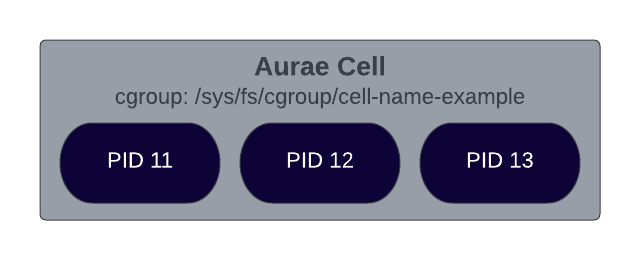 Aurae Cell
cgroup: /sys/fs/cgroup/cell-name-example
PID 11 PID 12 PID 13